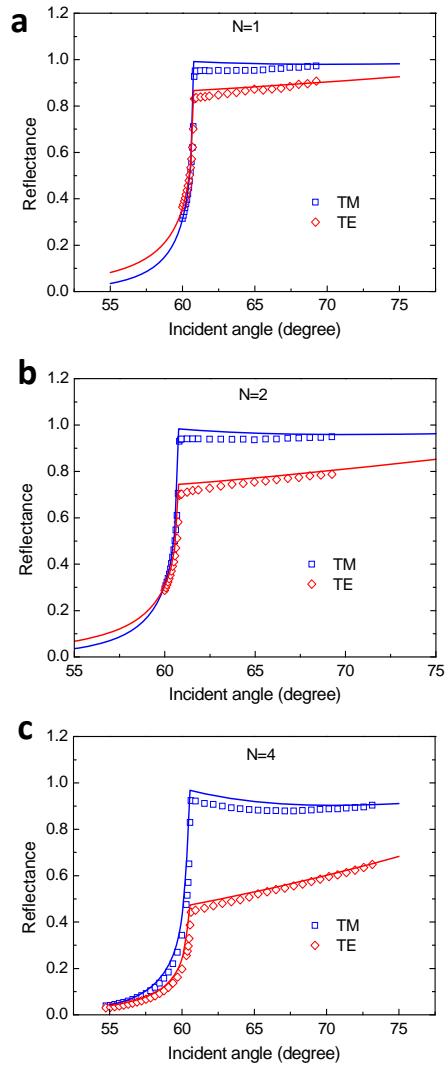 a
N=1
1.2
1.0
0.8
0.6
0.4
0.2
0.0
Reflectance
TM
TE
55 60 65 70 75
Incident angle (degree)
b
N=2
1.2
1.0
0.8
0.6
0.4
0.2
0.0
Reflectance
TM
TE
55 60 65 70 75
Incident angle (degree)
c
N=4
1.2
1.0
0.8
0.6
0.4
0.2
0.0
Reflectance
TM
TE
55 60 65 70 75
Incident angle (degree)